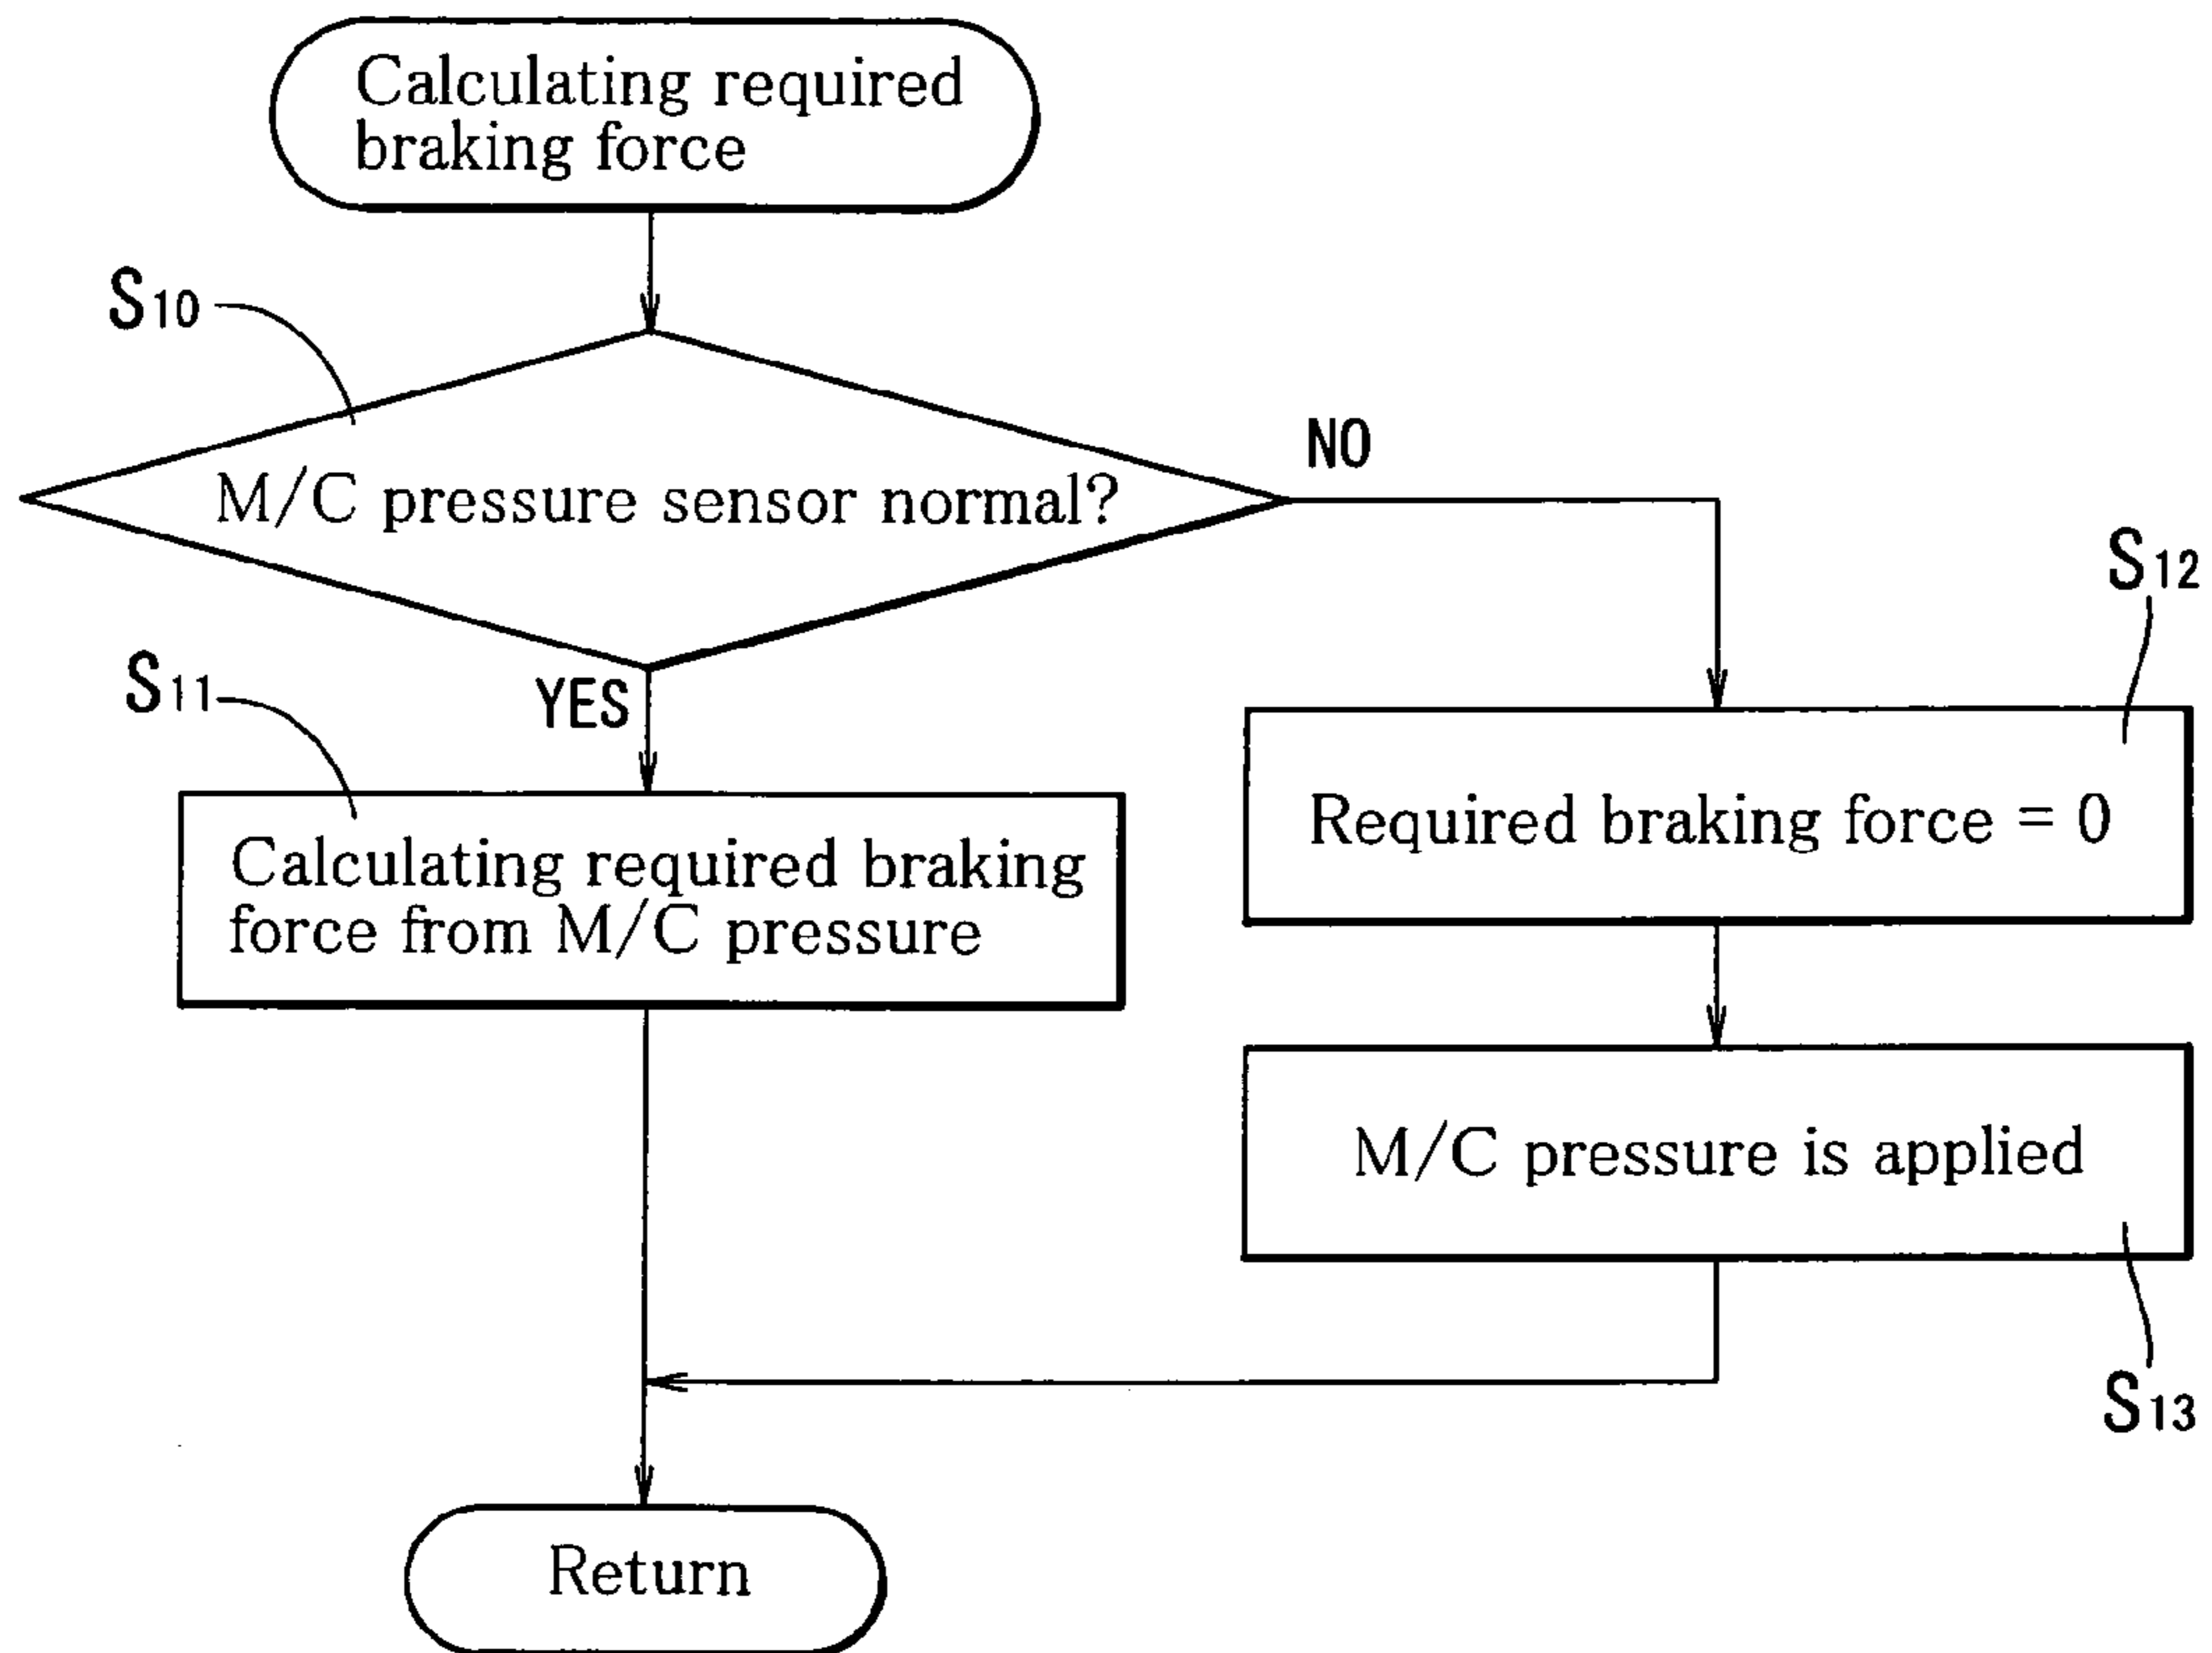 Calculating required
braking force
S10
M/C pressure sensor normal?
NO
S12
S11
YES
Required braking force = 0
Calculating required braking
force from M/C pressure
M/C pressure is applied
S13
Return